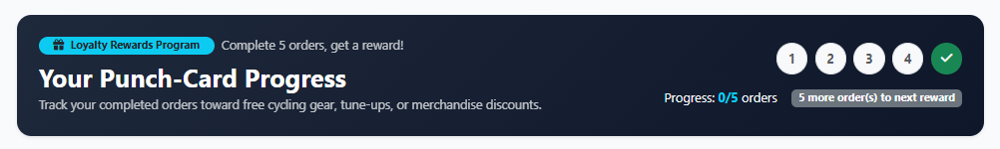 Loyalty Rewards Program Complete 5 orders, get a reward!
Your Punch-Card Progress
Track your completed orders toward free cycling gear, tune-ups, or merchandise discounts.
1 2 3 4
Progress: 0/5 orders 5 more order(s) to next reward